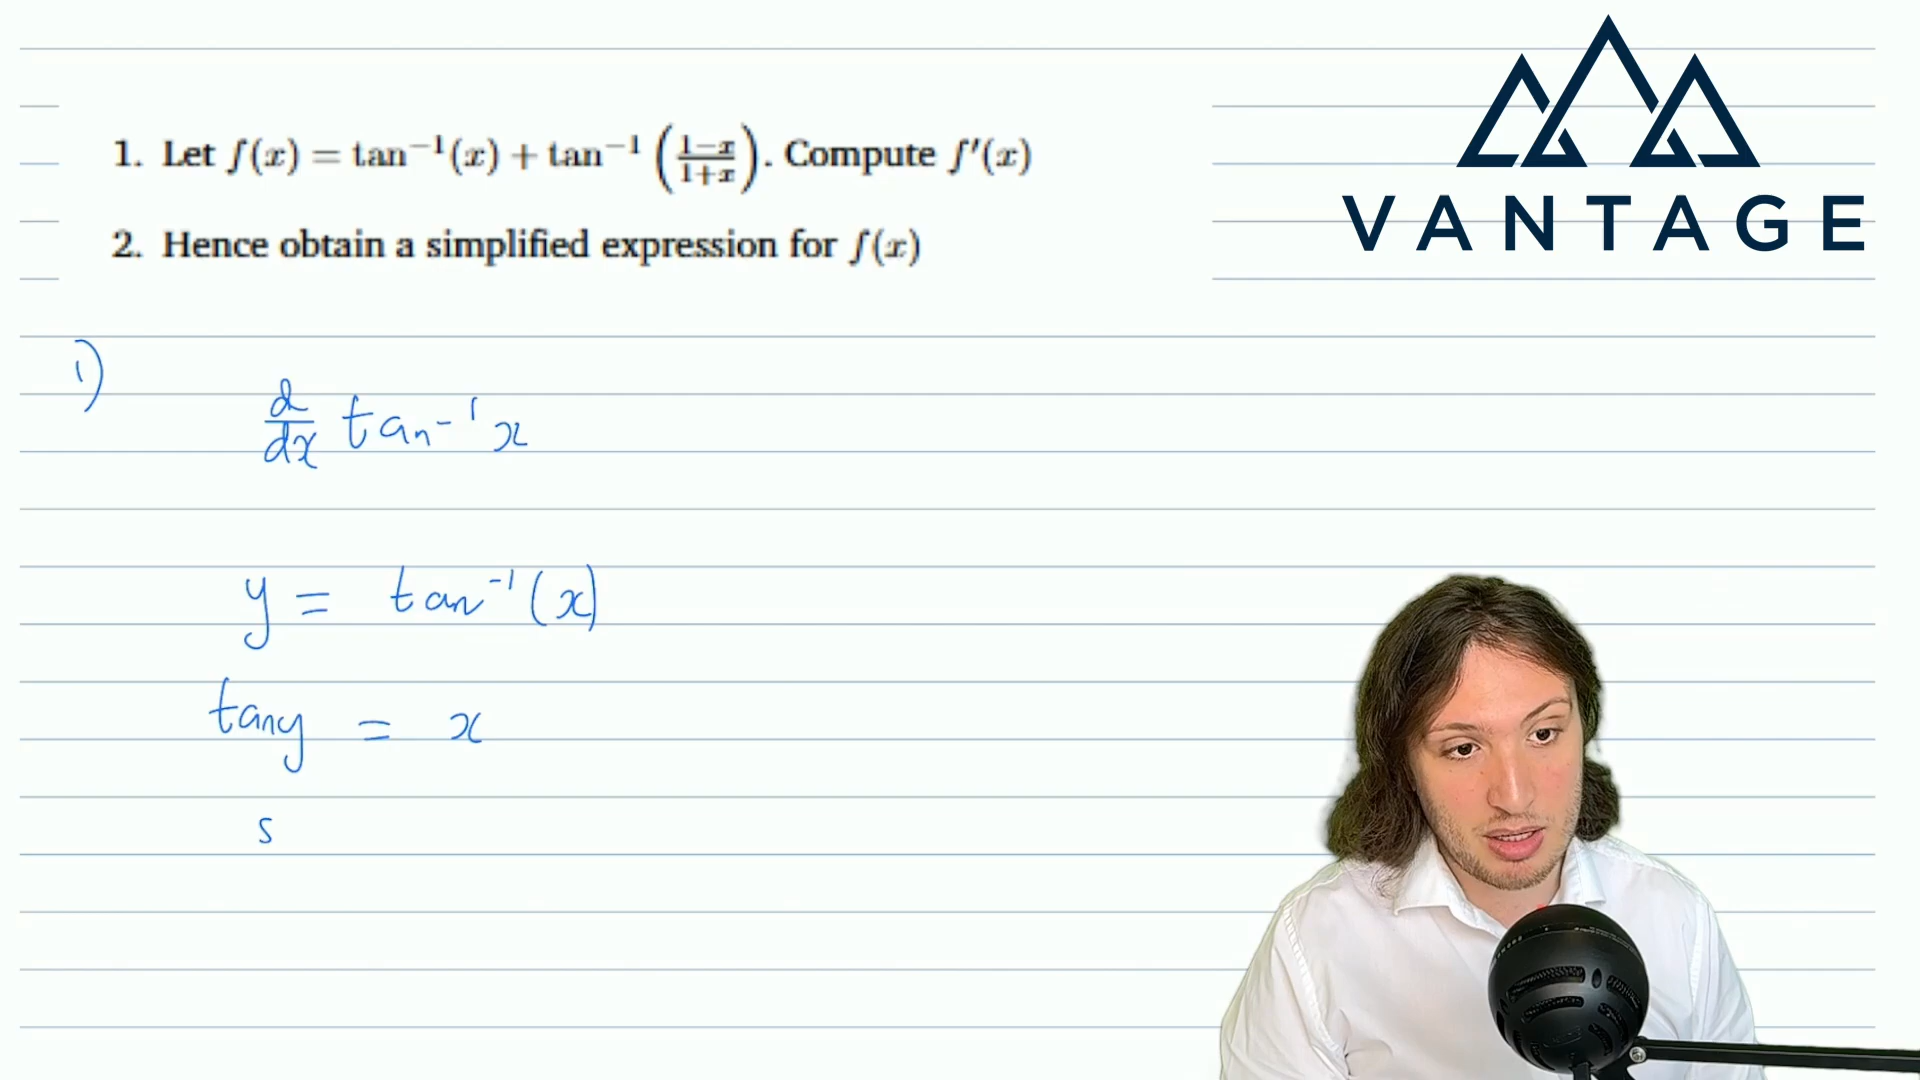 1. Let f(x) = tan⁻¹(x) + tan⁻¹ ((1−x)/(1+x)). Compute f′(x)
2. Hence obtain a simplified expression for f(x)
VANTAGE
1)
d/dx tan⁻¹ x
y = tan⁻¹(x)
tany = x
s